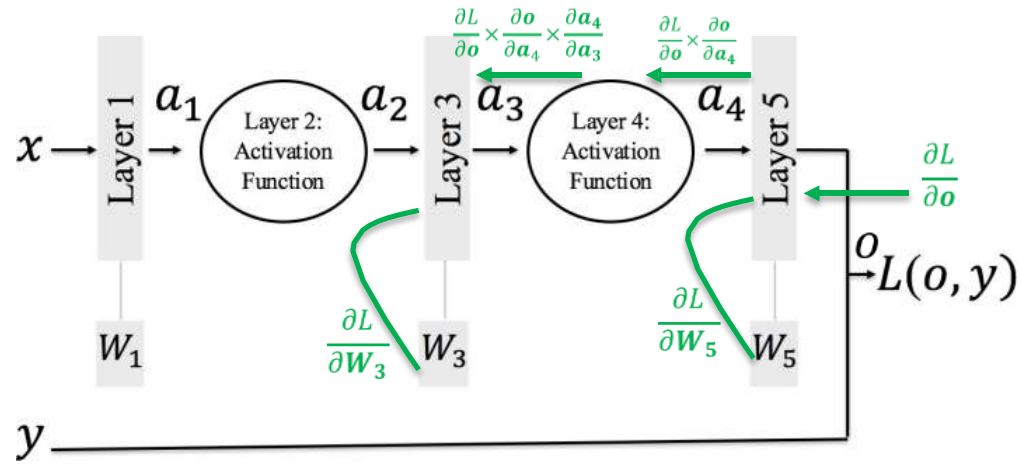 ∂L/∂o × ∂o/∂a₄ × ∂a₄/∂a₃
∂L/∂o × ∂o/∂a₄
x
Layer 1
a₁
Layer 2:
Activation
Function
a₂
Layer 3
a₃
Layer 4:
Activation
Function
a₄
Layer 5
∂L/∂o
o
L(o, y)
W₁
∂L/∂W₃
W₃
∂L/∂W₅
W₅
y